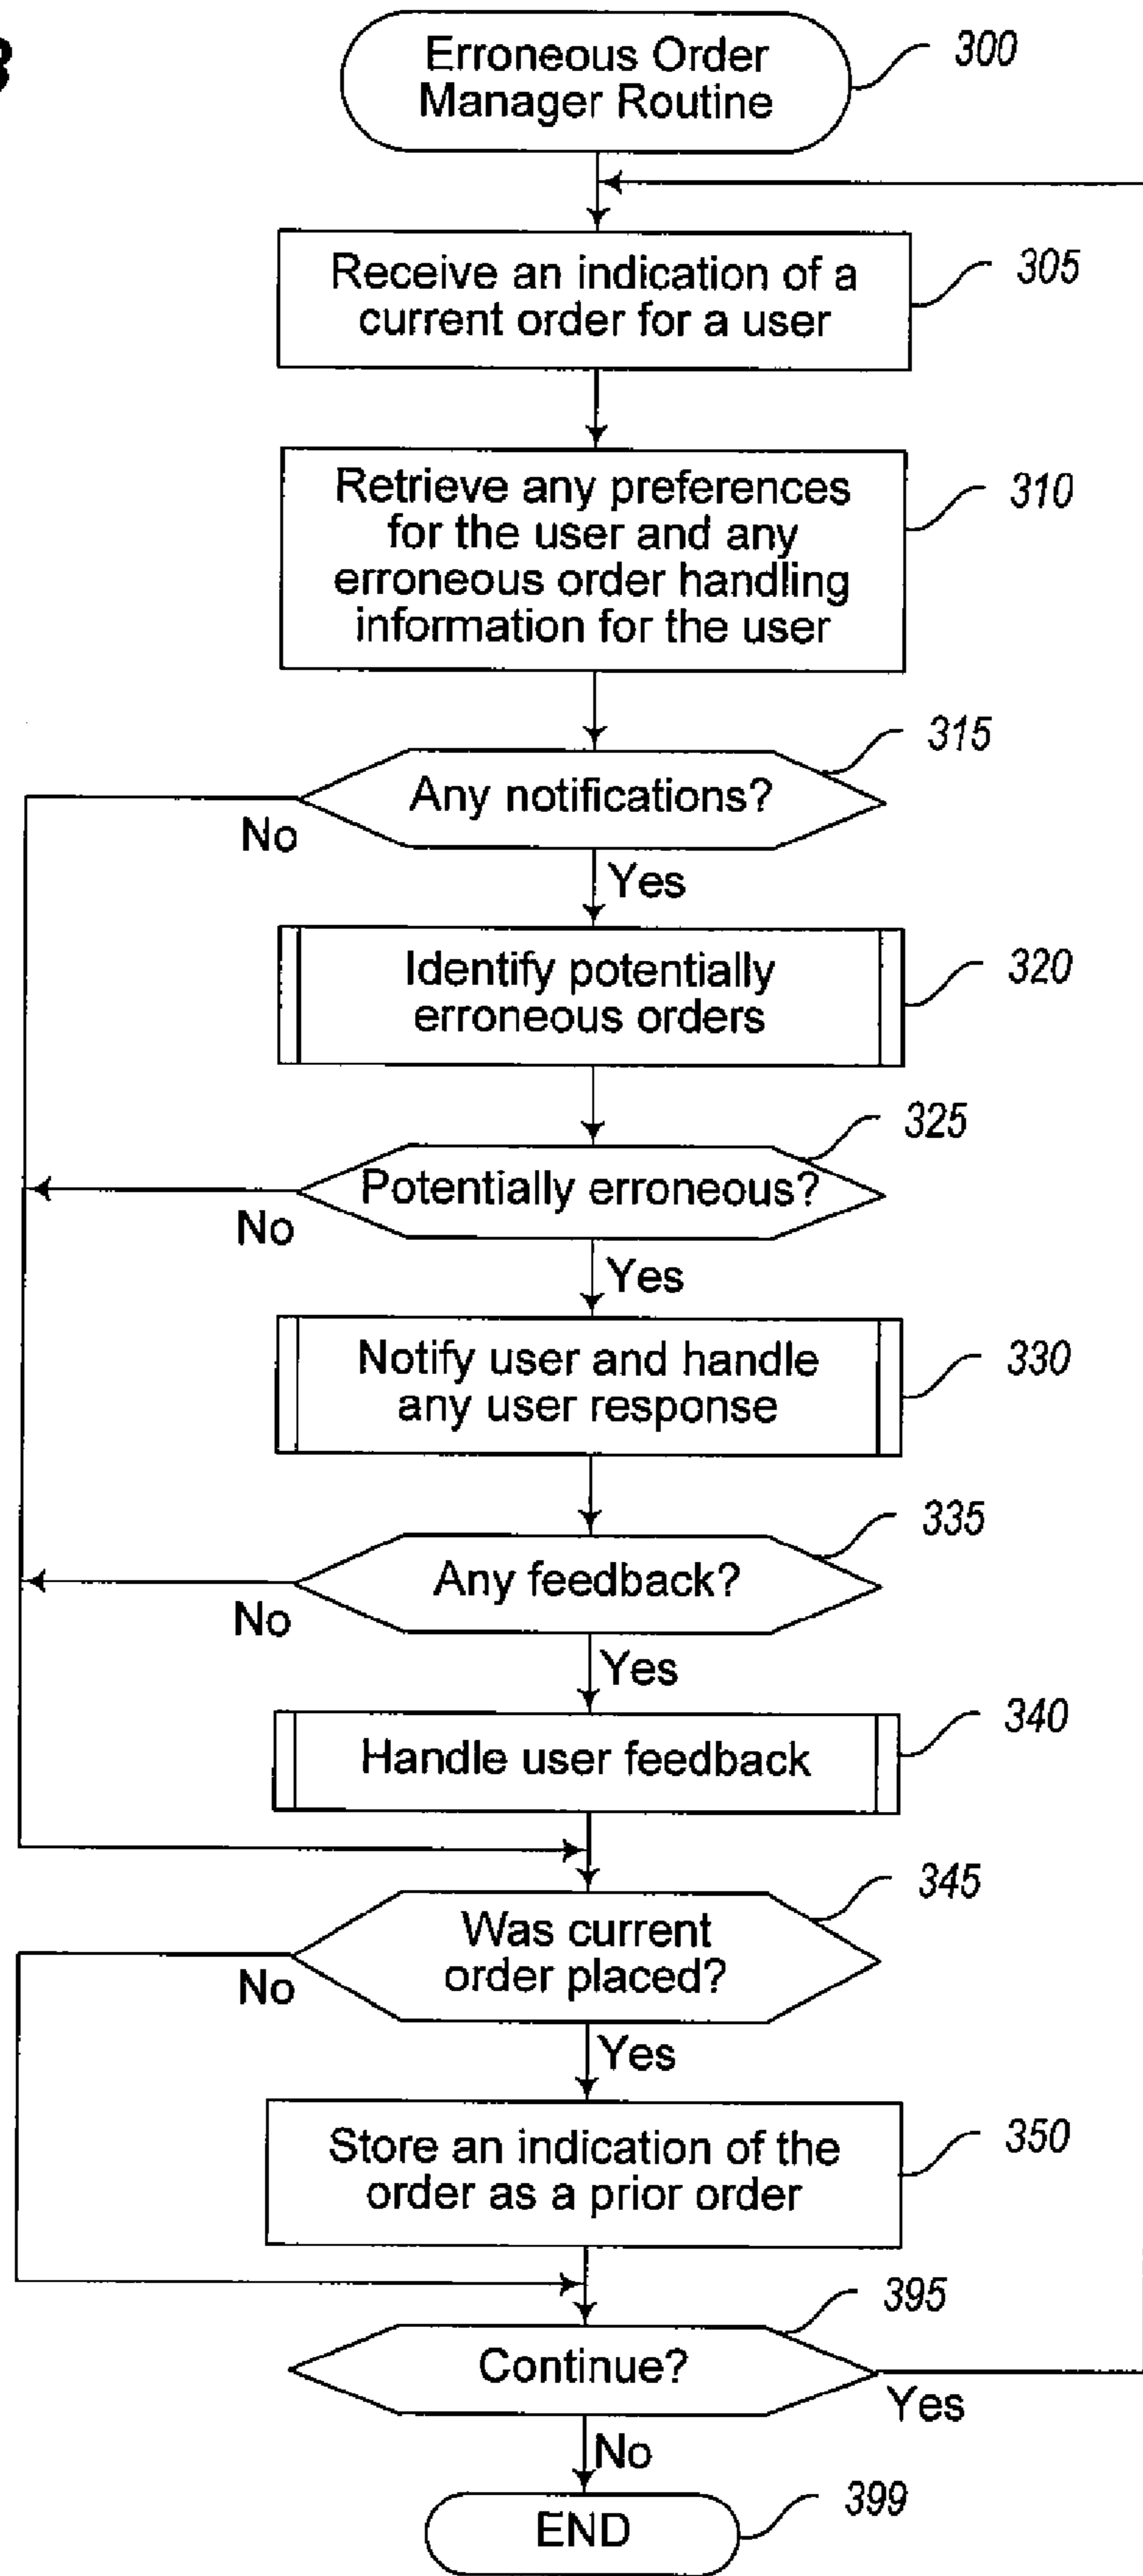 Erroneous Order
Manager Routine
300
Receive an indication of a
current order for a user
305
Retrieve any preferences
for the user and any
erroneous order handling
information for the user
310
315
Any notifications?
No
Yes
Identify potentially
erroneous orders
320
325
Potentially erroneous?
No
Yes
Notify user and handle
any user response
330
335
Any feedback?
No
Yes
Handle user feedback
340
345
Was current
order placed?
No
Yes
Store an indication of the
order as a prior order
350
395
Continue?
Yes
No
END
399